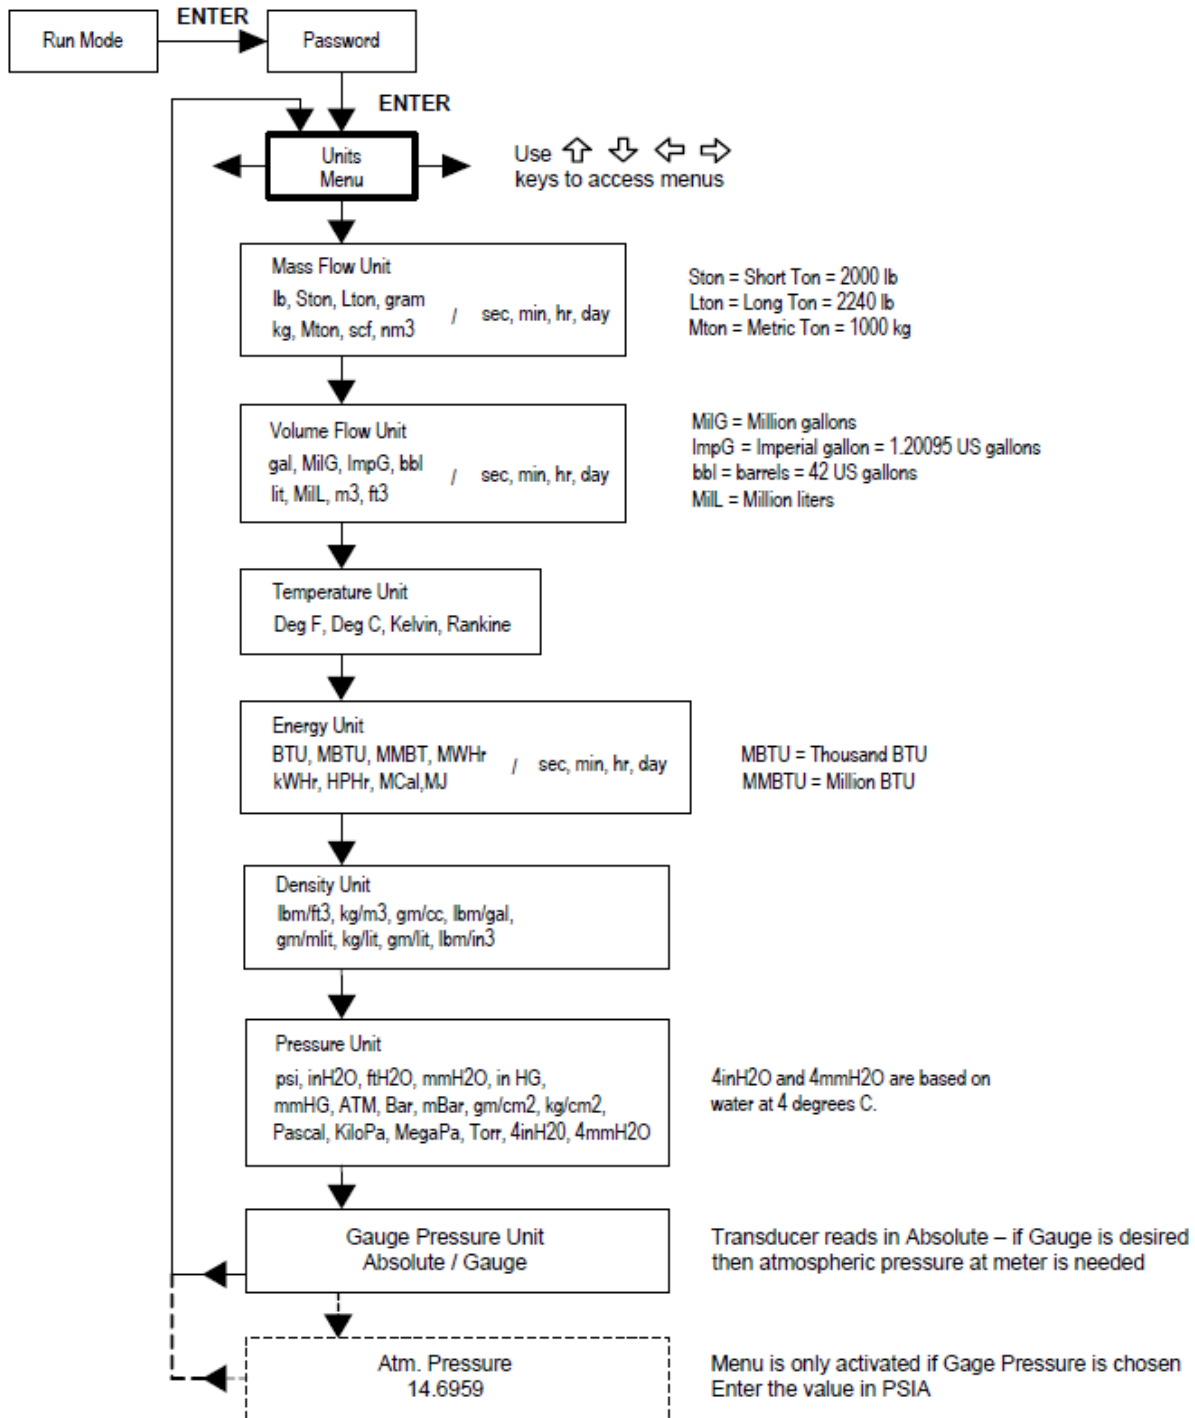 ENTER
Run Mode
Password
ENTER
Units
Menu
Use
keys to access menus
Mass Flow Unit
lb, Ston, Lton, gram
kg, Mton, scf, nm3
/ sec, min, hr, day
Ston = Short Ton = 2000 lb
Lton = Long Ton = 2240 lb
Mton = Metric Ton = 1000 kg
Volume Flow Unit
gal, MilG, ImpG, bbl
lit, MilL, m3, ft3
/ sec, min, hr, day
MilG = Million gallons
ImpG = Imperial gallon = 1.20095 US gallons
bbl = barrels = 42 US gallons
MilL = Million liters
Temperature Unit
Deg F, Deg C, Kelvin, Rankine
Energy Unit
BTU, MBTU, MMBT, MWHr
kWHr, HPHr, MCal,MJ
/ sec, min, hr, day
MBTU = Thousand BTU
MMBTU = Million BTU
Density Unit
lbm/ft3, kg/m3, gm/cc, lbm/gal,
gm/mlit, kg/lit, gm/lit, lbm/in3
Pressure Unit
psi, inH2O, ftH2O, mmH2O, in HG,
mmHG, ATM, Bar, mBar, gm/cm2, kg/cm2,
Pascal, KiloPa, MegaPa, Torr, 4inH20, 4mmH2O
4inH2O and 4mmH2O are based on
water at 4 degrees C.
Gauge Pressure Unit
Absolute / Gauge
Transducer reads in Absolute – if Gauge is desired
then atmospheric pressure at meter is needed
Atm. Pressure
14.6959
Menu is only activated if Gage Pressure is chosen
Enter the value in PSIA